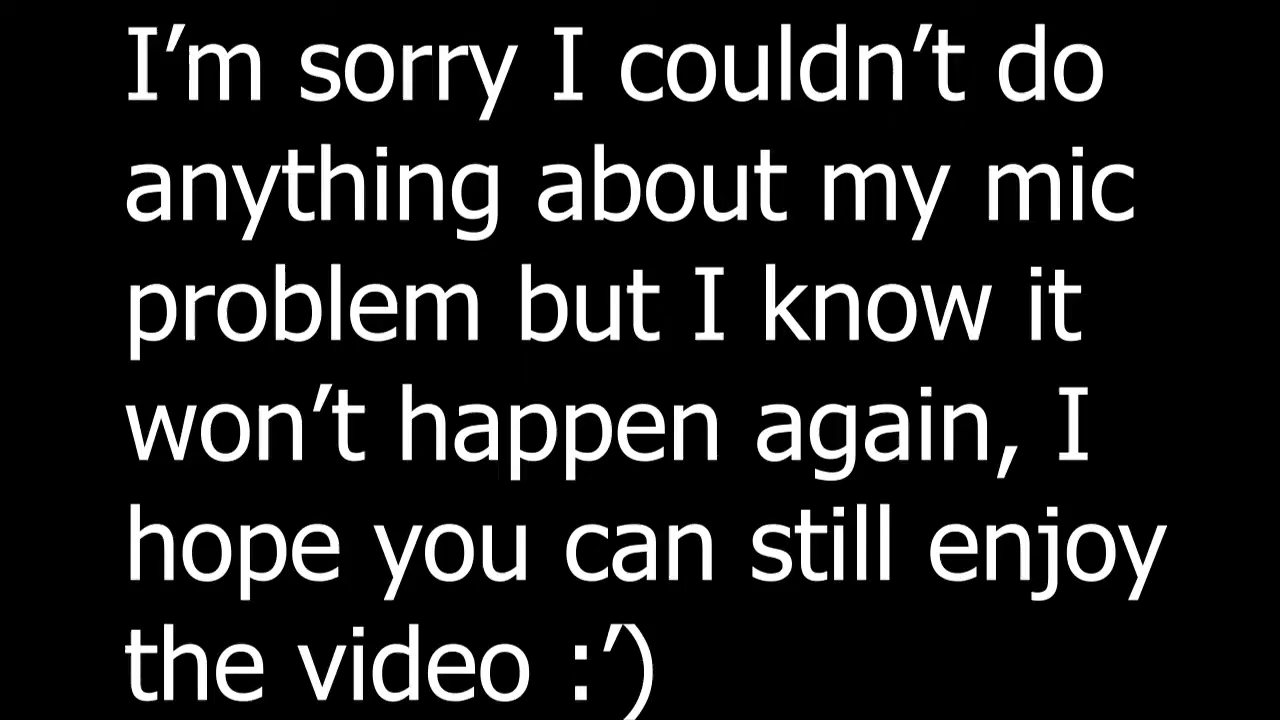 I’m sorry I couldn’t do
anything about my mic
problem but I know it
won’t happen again, I
hope you can still enjoy
the video :’)